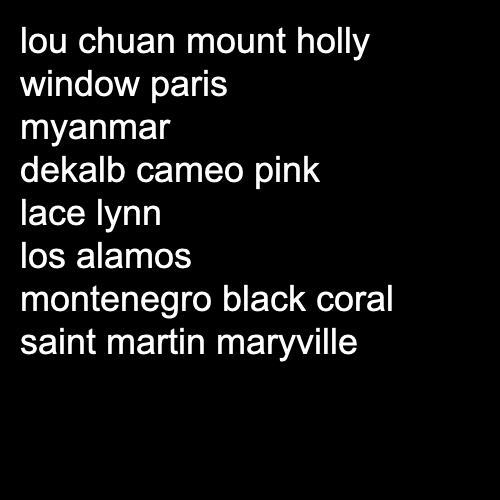 lou chuan mount holly
window paris
myanmar
dekalb cameo pink
lace lynn
los alamos
montenegro black coral
saint martin maryville